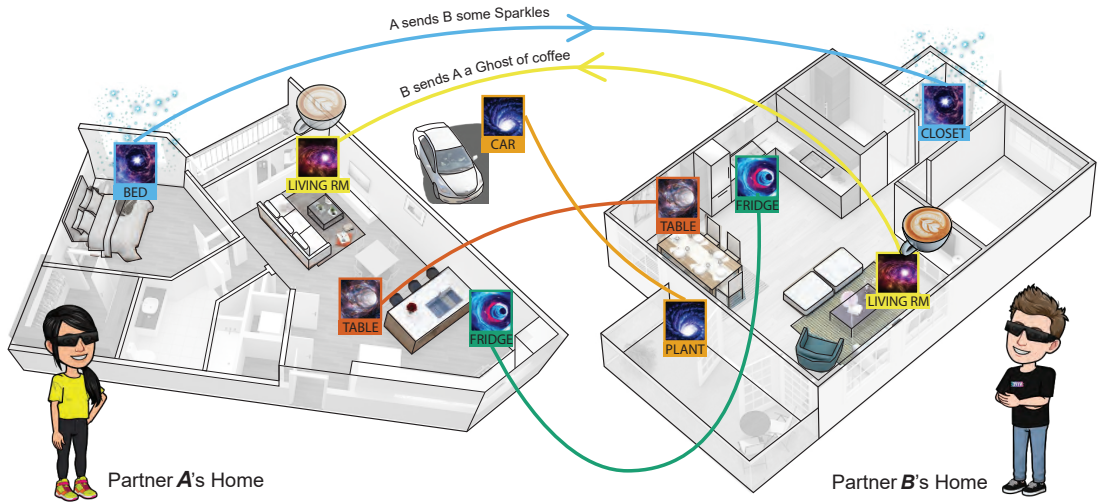 A sends B some Sparkles
B sends A a Ghost of coffee
BED
LIVING RM
CAR
CLOSET
TABLE
FRIDGE
TABLE
FRIDGE
LIVING RM
PLANT
Partner A's Home
Partner B's Home